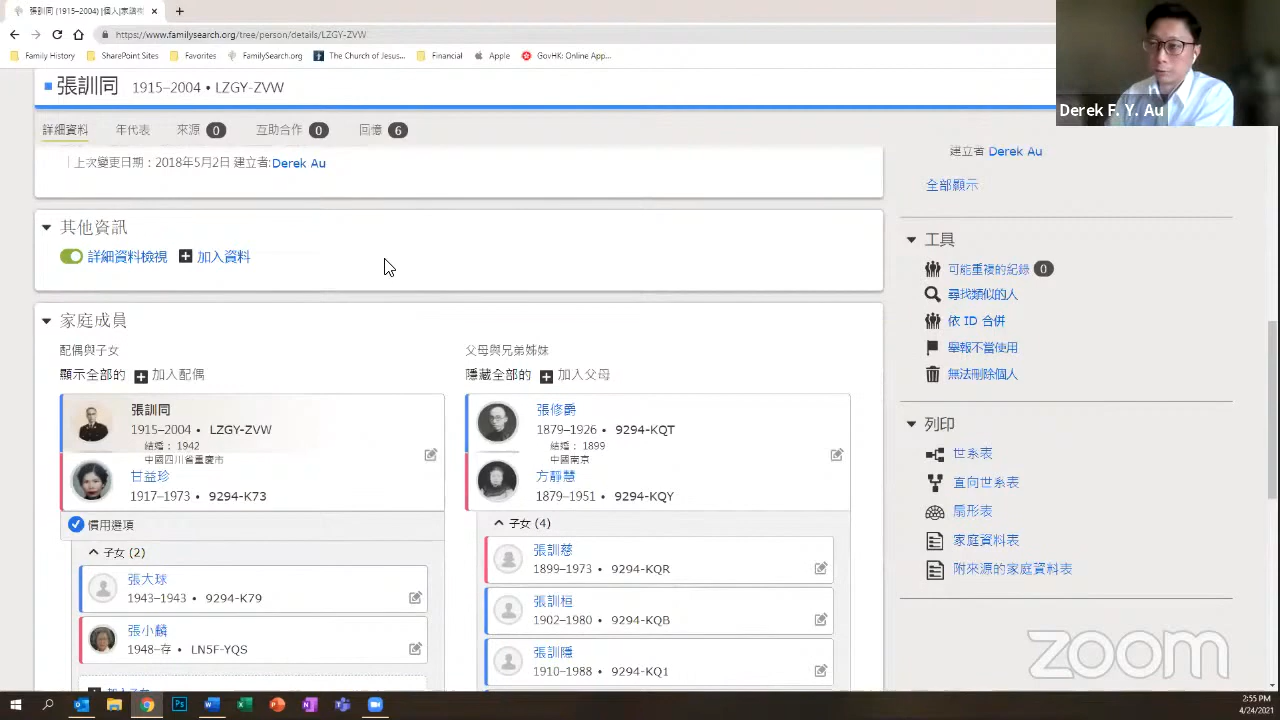 張訓同 (1915–2004) |個人|家譜樹
https://www.familysearch.org/tree/person/details/LZGY-ZVW
Family History
SharePoint Sites
Favorites
FamilySearch.org
The Church of Jesus...
Financial
Apple
GovHK: Online App...
張訓同 1915–2004 • LZGY-ZVW
詳細資料
年代表
來源 0
互助合作 0
回憶 6
上次變更日期：2018年5月2日 建立者:Derek Au
其他資訊
詳細資料檢視 加入資料
家庭成員
配偶與子女
顯示全部的 加入配偶
張訓同
1915–2004 • LZGY-ZVW
結婚： 1942
中國四川省重慶市
甘益珍
1917–1973 • 9294-K73
慣用選項
子女 (2)
張大球
1943–1943 • 9294-K79
張小麟
1948–存 • LN5F-YQS
加入子女
父母與兄弟姊妹
隱藏全部的 加入父母
張修爵
1879–1926 • 9294-KQT
結婚： 1899
中國南京
方靜慧
1879–1951 • 9294-KQY
子女 (4)
張訓慈
1899–1973 • 9294-KQR
張訓桓
1902–1980 • 9294-KQB
張訓隱
1910–1988 • 9294-KQ1
建立者 Derek Au
全部顯示
工具
可能重複的紀錄 0
尋找類似的人
依 ID 合併
舉報不當使用
無法刪除個人
列印
世系表
直向世系表
扇形表
家庭資料表
附來源的家庭資料表
Derek F. Y. Au
zoom
2:55 PM
4/24/2021